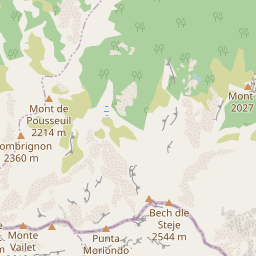 Mont de
Pousseuil
2214 m
ombrignon
2360 m
Mont
2027
Bech dle
Steje
2544 m
Monte
Vailet
Punta
Moriondo